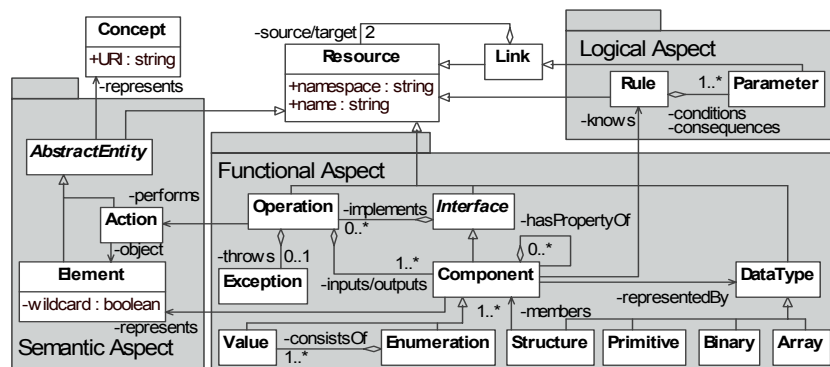 Concept
+URI : string
-represents
-source/target 2
Resource
+namespace : string
+name : string
Link
Logical Aspect
Rule
1..*
Parameter
-knows
-conditions
-consequences
AbstractEntity
-performs
Action
-object
Element
-wildcard : boolean
-represents
Semantic Aspect
Functional Aspect
Operation
-implements
0..*
Interface
-hasPropertyOf
0..*
-throws
0..1
Exception
1..*
-inputs/outputs
Component
DataType
-representedBy
1..*
-members
Value
-consistsOf
1..*
Enumeration
Structure
Primitive
Binary
Array